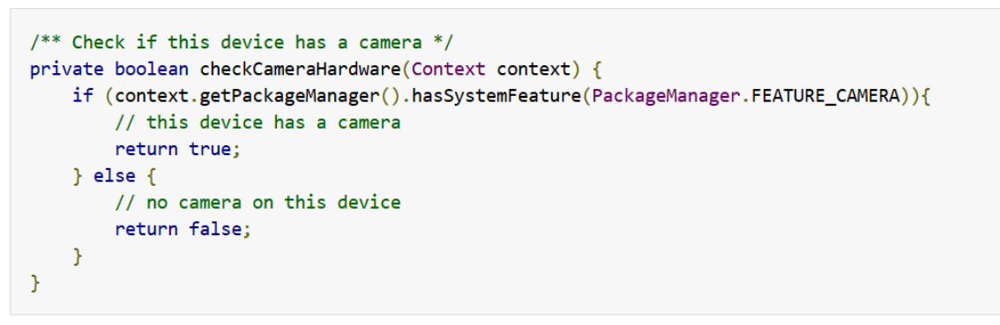 /** Check if this device has a camera */
private boolean checkCameraHardware(Context context) {
    if (context.getPackageManager().hasSystemFeature(PackageManager.FEATURE_CAMERA)){
        // this device has a camera
        return true;
    } else {
        // no camera on this device
        return false;
    }
}